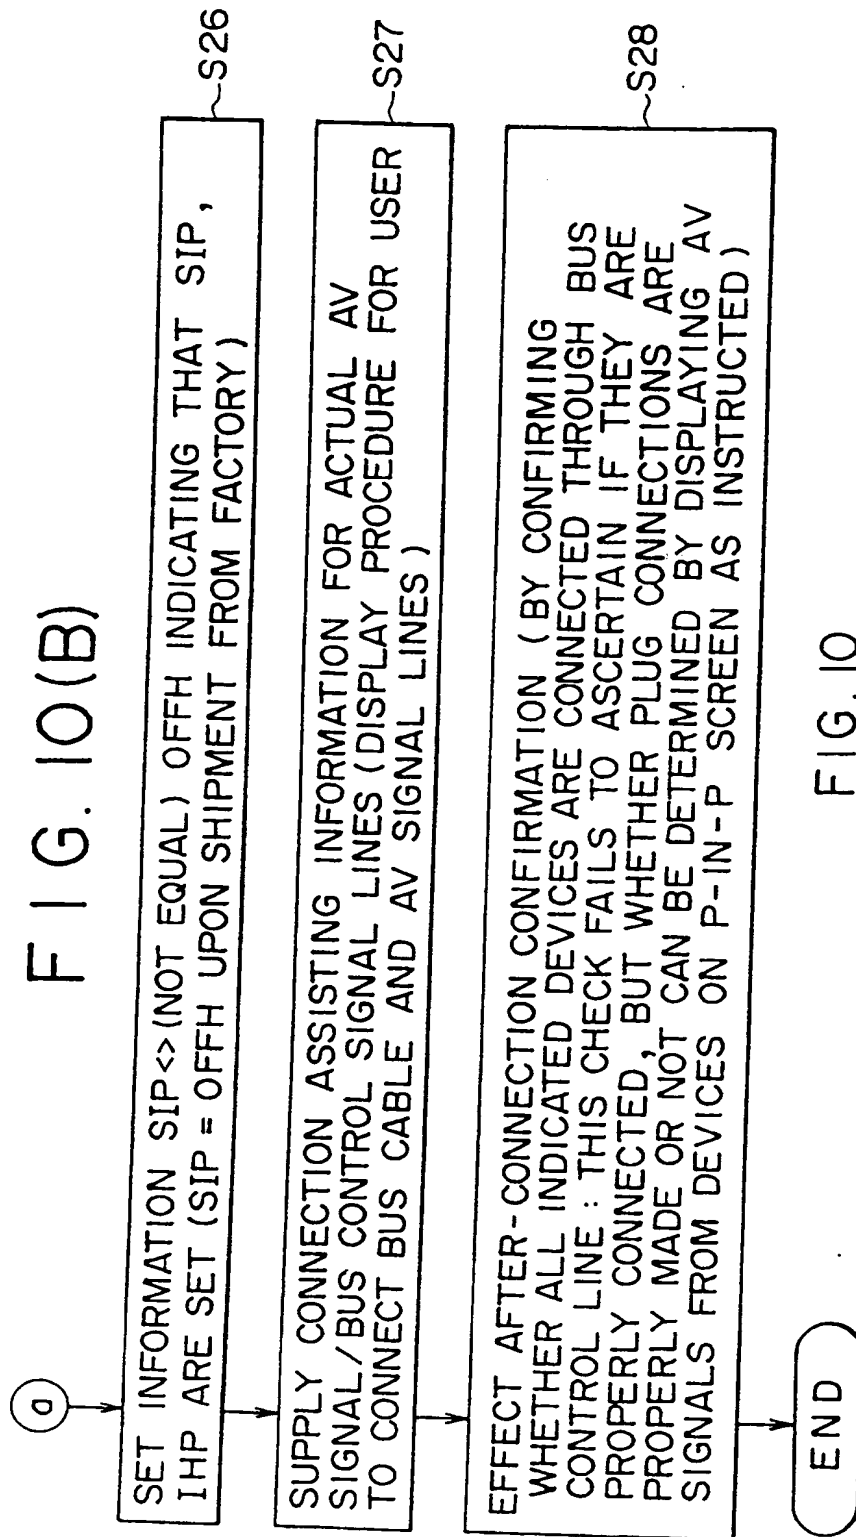 FIG. 10(B)
a
SET INFORMATION SIP<>(NOT EQUAL) OFFH INDICATING THAT SIP,
IHP ARE SET (SIP = OFFH UPON SHIPMENT FROM FACTORY)
~S26
SUPPLY CONNECTION ASSISTING INFORMATION FOR ACTUAL AV
SIGNAL/BUS CONTROL SIGNAL LINES (DISPLAY PROCEDURE FOR USER
TO CONNECT BUS CABLE AND AV SIGNAL LINES)
~S27
EFFECT AFTER-CONNECTION CONFIRMATION (BY CONFIRMING
WHETHER ALL INDICATED DEVICES ARE CONNECTED THROUGH BUS
CONTROL LINE : THIS CHECK FAILS TO ASCERTAIN IF THEY ARE
PROPERLY CONNECTED, BUT WHETHER PLUG CONNECTIONS ARE
PROPERLY MADE OR NOT CAN BE DETERMINED BY DISPLAYING AV
SIGNALS FROM DEVICES ON P-IN-P SCREEN AS INSTRUCTED)
~S28
END
FIG. 10